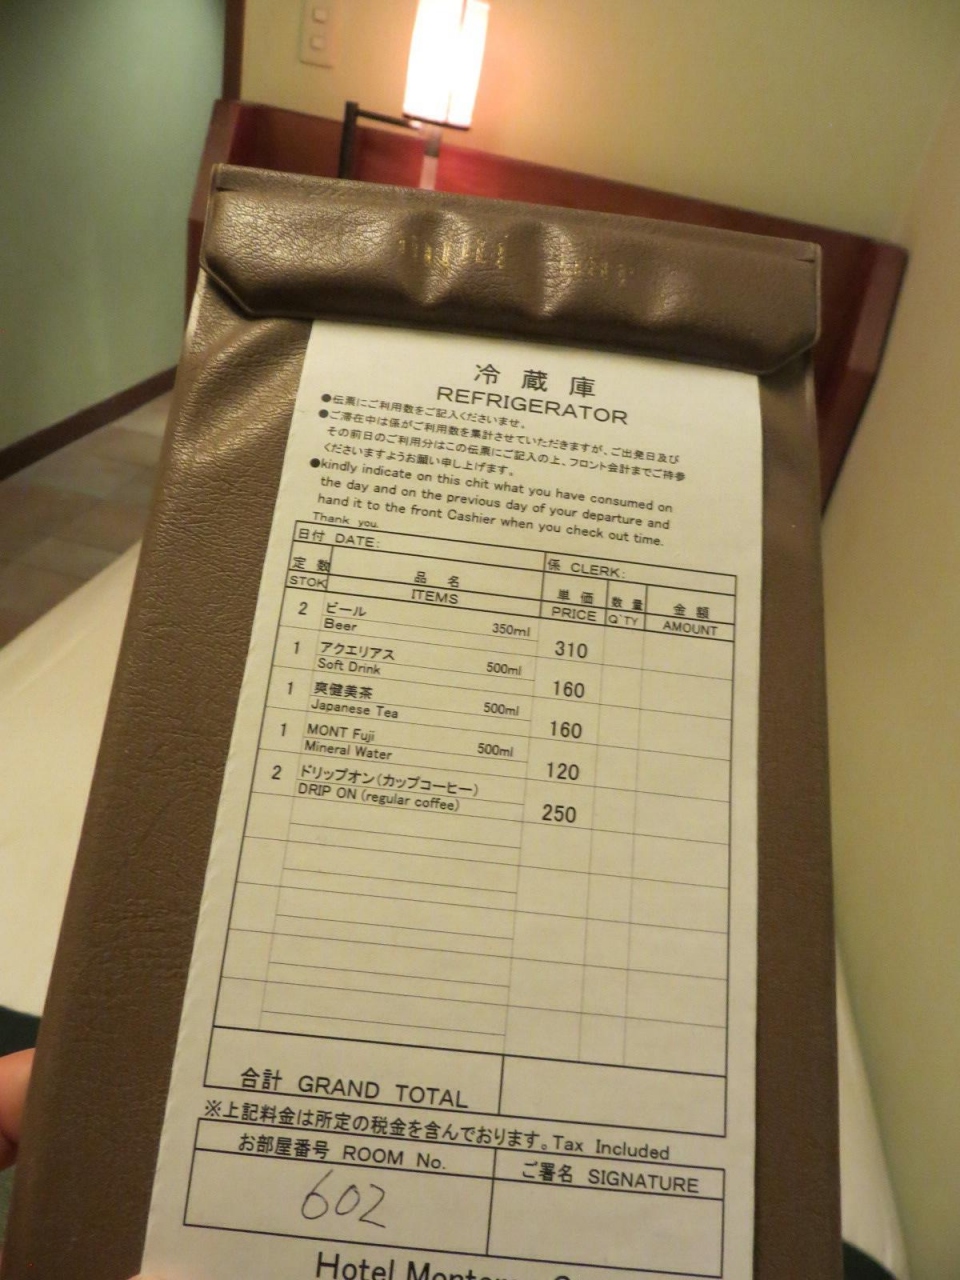 冷蔵庫
REFRIGERATOR
●伝票にご利用数をご記入くださいませ。
●ご滞在中は係がご利用数を集計させていただきますが、ご出発日及び
その前日のご利用分はこの伝票にご記入の上、フロント会計までご持参
くださいますようお願い申し上げます。
●kindly indicate on this chit what you have consumed on
the day and on the previous day of your departure and
hand it to the front Cashier when you check out time.
Thank you.
日付 DATE: 係 CLERK:
定数 品名 単価 数量 金額
STOK ITEMS PRICE Q'TY AMOUNT
2 ビール 310
Beer 350ml
1 アクエリアス 160
Soft Drink 500ml
1 爽健美茶 160
Japanese Tea 500ml
1 MONT Fuji 120
Mineral Water 500ml
2 ドリップオン(カップコーヒー) 250
DRIP ON (regular coffee)
合計 GRAND TOTAL
※上記料金は所定の税金を含んでおります。Tax Included
お部屋番号 ROOM No. ご署名 SIGNATURE
602
Hotel